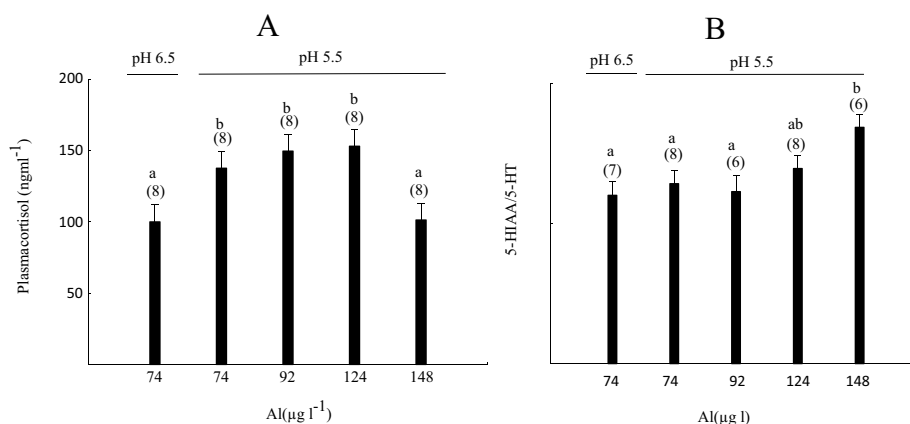 A
pH 6.5 pH 5.5
200
150
100
50
Plasmacortisol (ngml-1)
a
(8)
b
(8)
b
(8)
b
(8)
a
(8)
74 74 92 124 148
Al(µg l-1)
B
pH 6.5 pH 5.5
5-HIAA/5-HT
a
(7)
a
(8)
a
(6)
ab
(8)
b
(6)
74 74 92 124 148
Al(µg l)